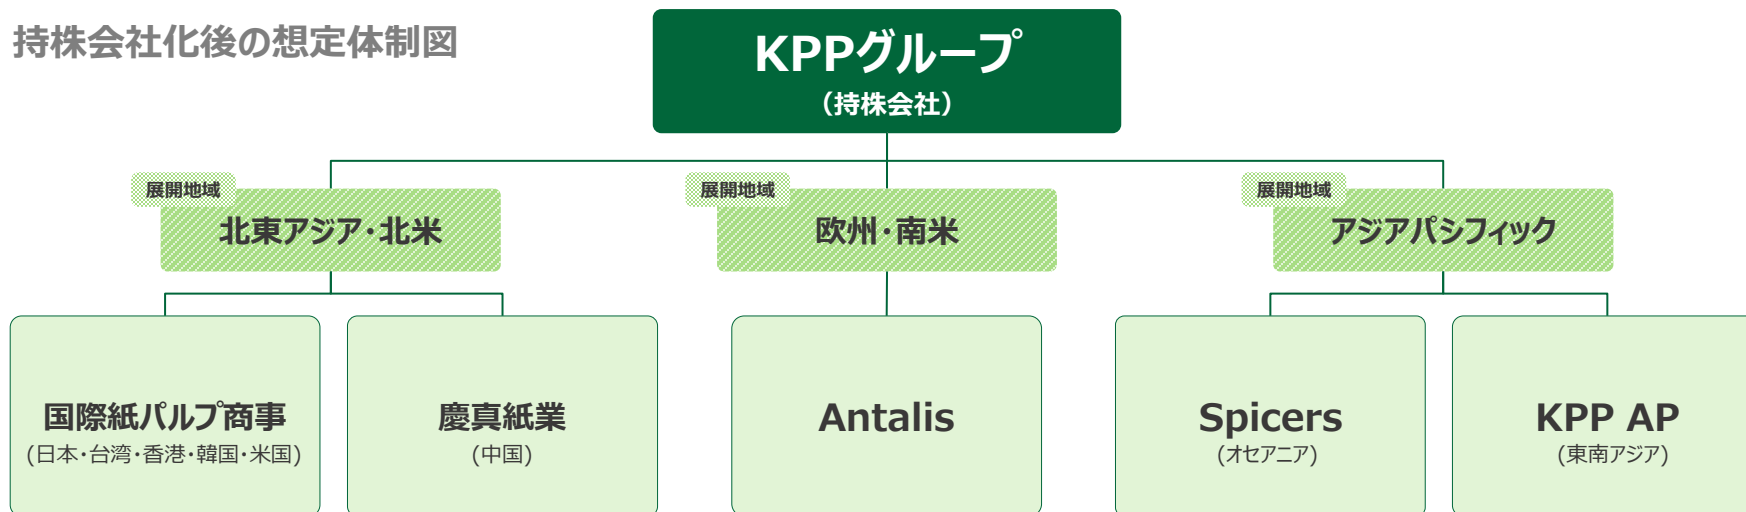 持株会社化後の想定体制図
KPPグループ
（持株会社）
展開地域
北東アジア・北米
展開地域
欧州・南米
展開地域
アジアパシフィック
国際紙パルプ商事
(日本・台湾・香港・韓国・米国)
慶真紙業
(中国)
Antalis
Spicers
(オセアニア)
KPP AP
(東南アジア)